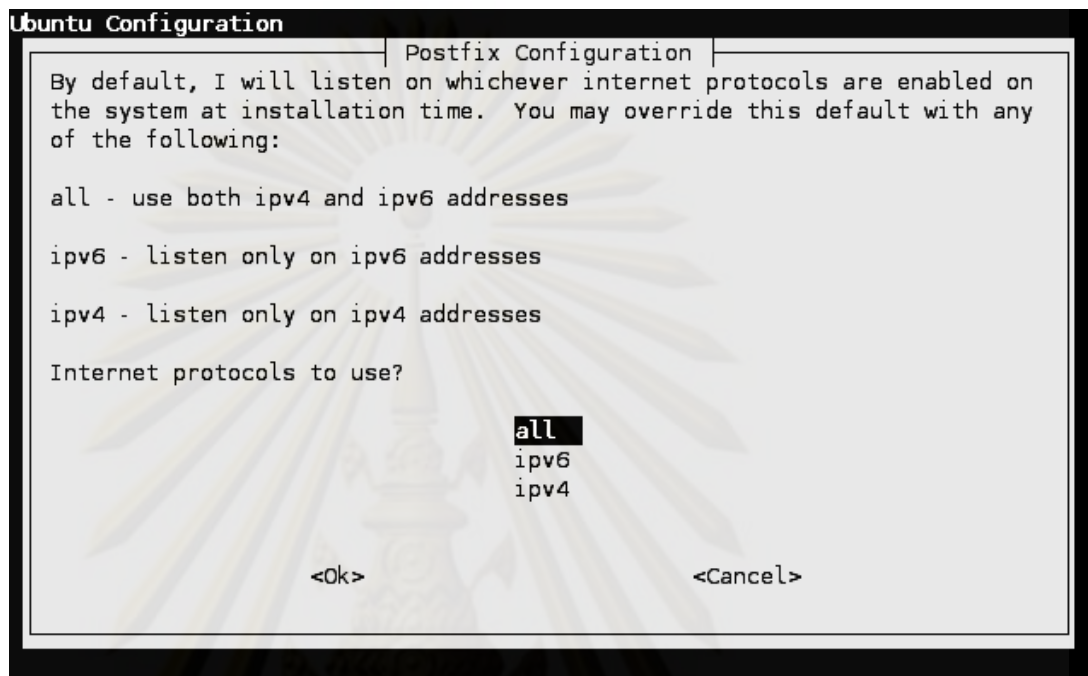 Ubuntu Configuration
Postfix Configuration
By default, I will listen on whichever internet protocols are enabled on
the system at installation time.  You may override this default with any
of the following:
all - use both ipv4 and ipv6 addresses
ipv6 - listen only on ipv6 addresses
ipv4 - listen only on ipv4 addresses
Internet protocols to use?
all
ipv6
ipv4
<Ok> <Cancel>